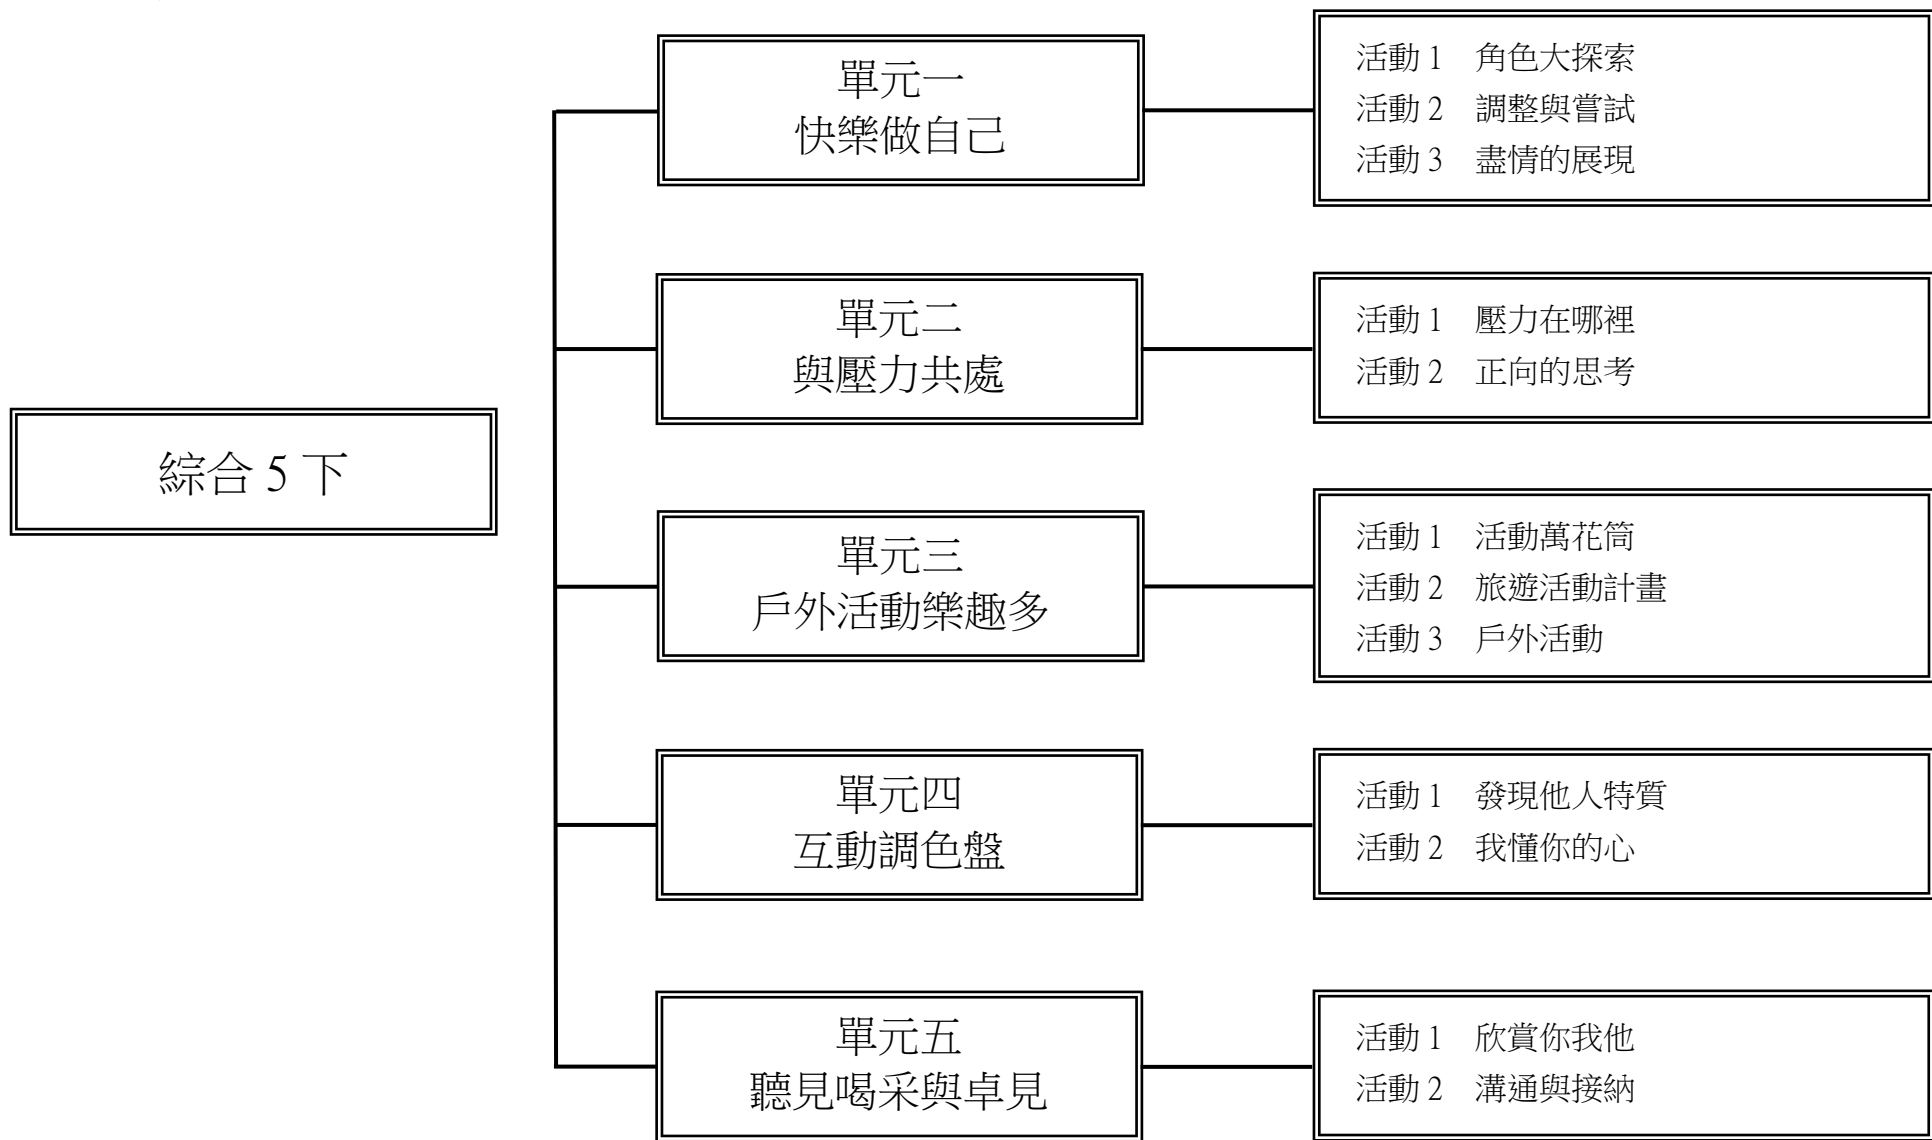 綜合 5 下
單元一
快樂做自己
活動 1　角色大探索
活動 2　調整與嘗試
活動 3　盡情的展現
單元二
與壓力共處
活動 1　壓力在哪裡
活動 2　正向的思考
單元三
戶外活動樂趣多
活動 1　活動萬花筒
活動 2　旅遊活動計畫
活動 3　戶外活動
單元四
互動調色盤
活動 1　發現他人特質
活動 2　我懂你的心
單元五
聽見喝采與卓見
活動 1　欣賞你我他
活動 2　溝通與接納